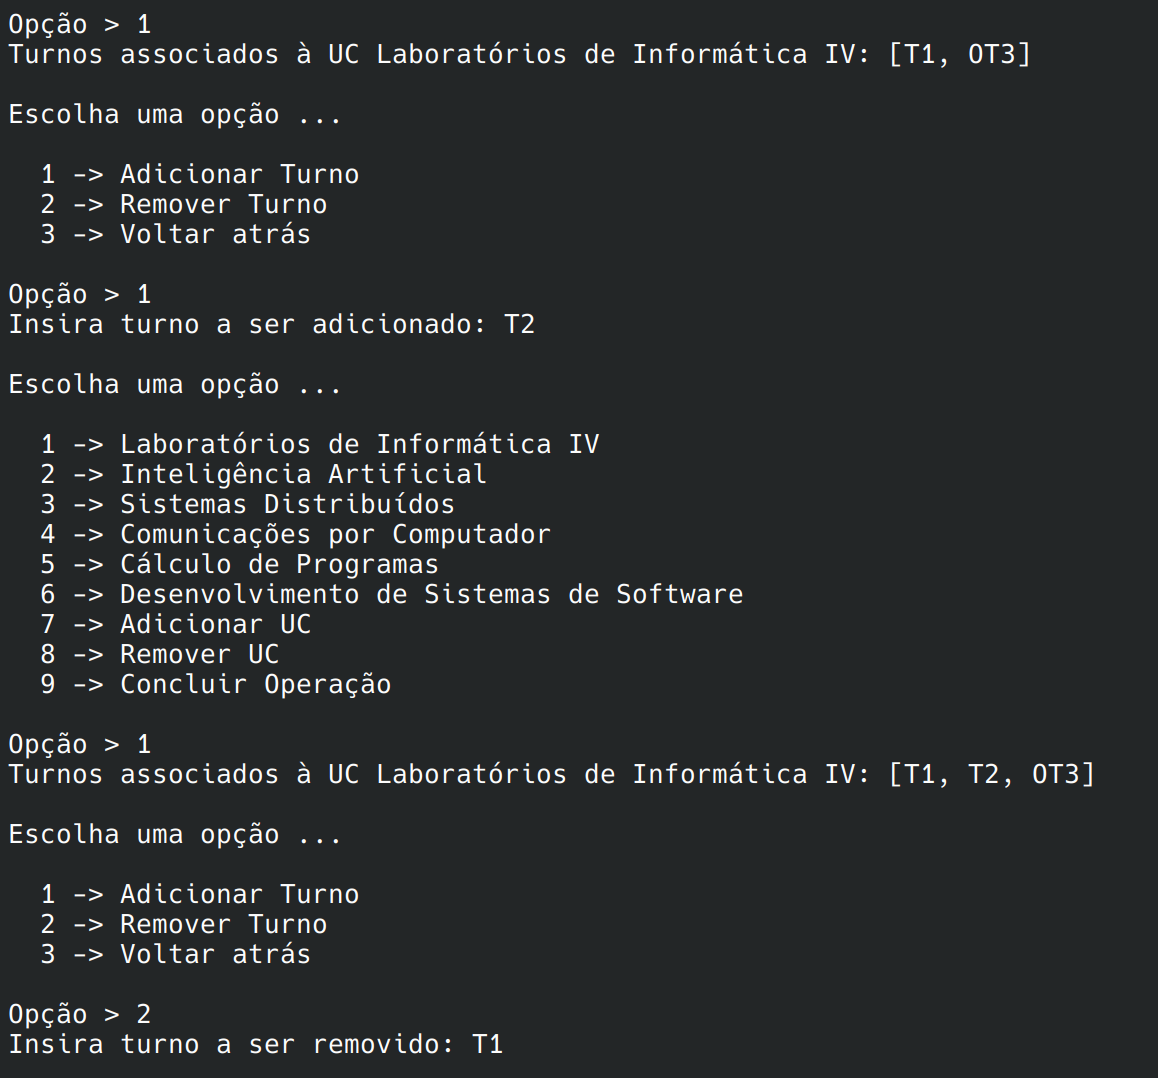 Opção > 1
Turnos associados à UC Laboratórios de Informática IV: [T1, OT3]
Escolha uma opção ...
1 -> Adicionar Turno
2 -> Remover Turno
3 -> Voltar atrás
Opção > 1
Insira turno a ser adicionado: T2
Escolha uma opção ...
1 -> Laboratórios de Informática IV
2 -> Inteligência Artificial
3 -> Sistemas Distribuídos
4 -> Comunicações por Computador
5 -> Cálculo de Programas
6 -> Desenvolvimento de Sistemas de Software
7 -> Adicionar UC
8 -> Remover UC
9 -> Concluir Operação
Opção > 1
Turnos associados à UC Laboratórios de Informática IV: [T1, T2, OT3]
Escolha uma opção ...
1 -> Adicionar Turno
2 -> Remover Turno
3 -> Voltar atrás
Opção > 2
Insira turno a ser removido: T1